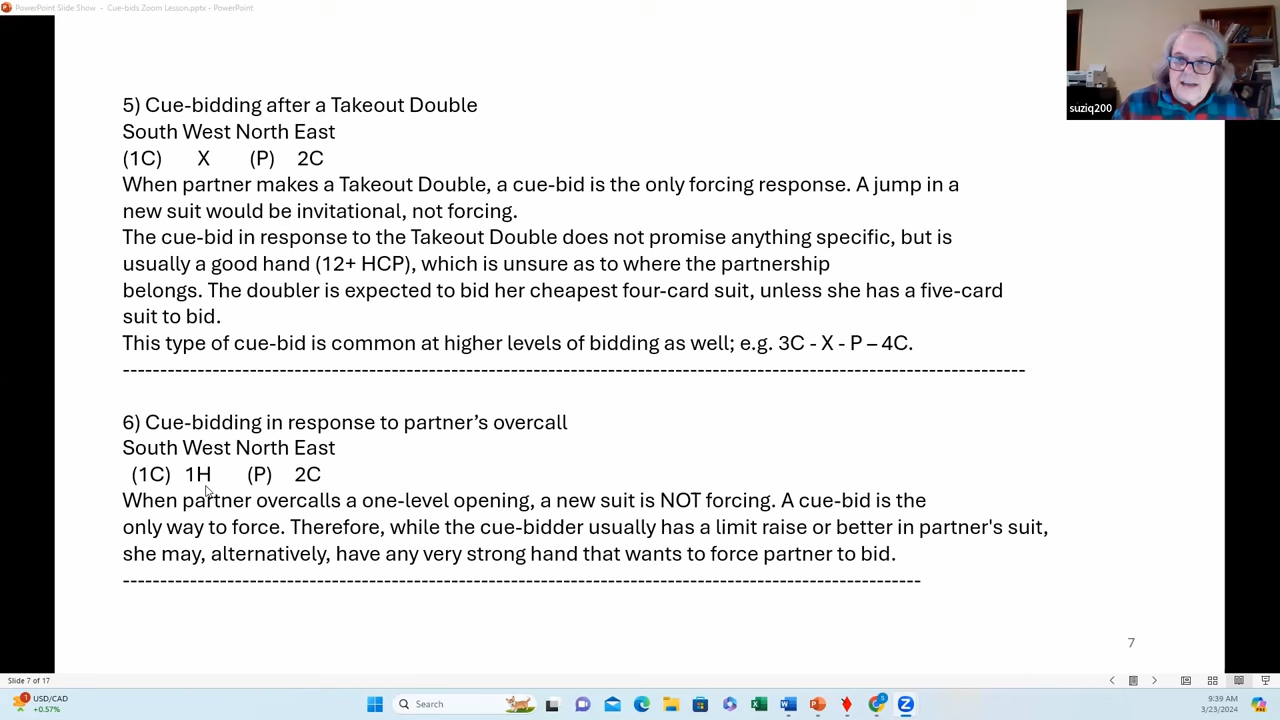 PowerPoint Slide Show - Cue-bids Zoom Lesson.pptx - PowerPoint
suziq200
5) Cue-bidding after a Takeout Double
South West North East
(1C) X (P) 2C
When partner makes a Takeout Double, a cue-bid is the only forcing response. A jump in a
new suit would be invitational, not forcing.
The cue-bid in response to the Takeout Double does not promise anything specific, but is
usually a good hand (12+ HCP), which is unsure as to where the partnership
belongs. The doubler is expected to bid her cheapest four-card suit, unless she has a five-card
suit to bid.
This type of cue-bid is common at higher levels of bidding as well; e.g. 3C - X - P – 4C.
--------------------------------------------------------------------------------------------------------------------------
6) Cue-bidding in response to partner’s overcall
South West North East
(1C) 1H (P) 2C
When partner overcalls a one-level opening, a new suit is NOT forcing. A cue-bid is the
only way to force. Therefore, while the cue-bidder usually has a limit raise or better in partner's suit,
she may, alternatively, have any very strong hand that wants to force partner to bid.
------------------------------------------------------------------------------------------------------------
7
Slide 7 of 17
1
USD/CAD
+0.57%
Search
9:39 AM
3/23/2024